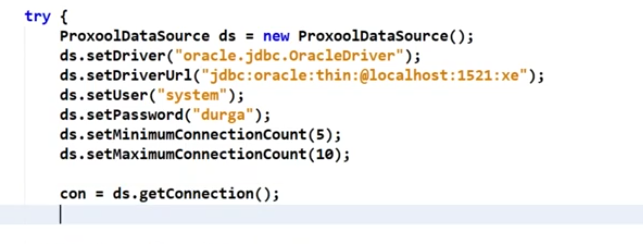 try {
ProxoolDataSource ds = new ProxoolDataSource();
ds.setDriver("oracle.jdbc.OracleDriver");
ds.setDriverUrl("jdbc:oracle:thin:@localhost:1521:xe");
ds.setUser("system");
ds.setPassword("durga");
ds.setMinimumConnectionCount(5);
ds.setMaximumConnectionCount(10);
con = ds.getConnection();